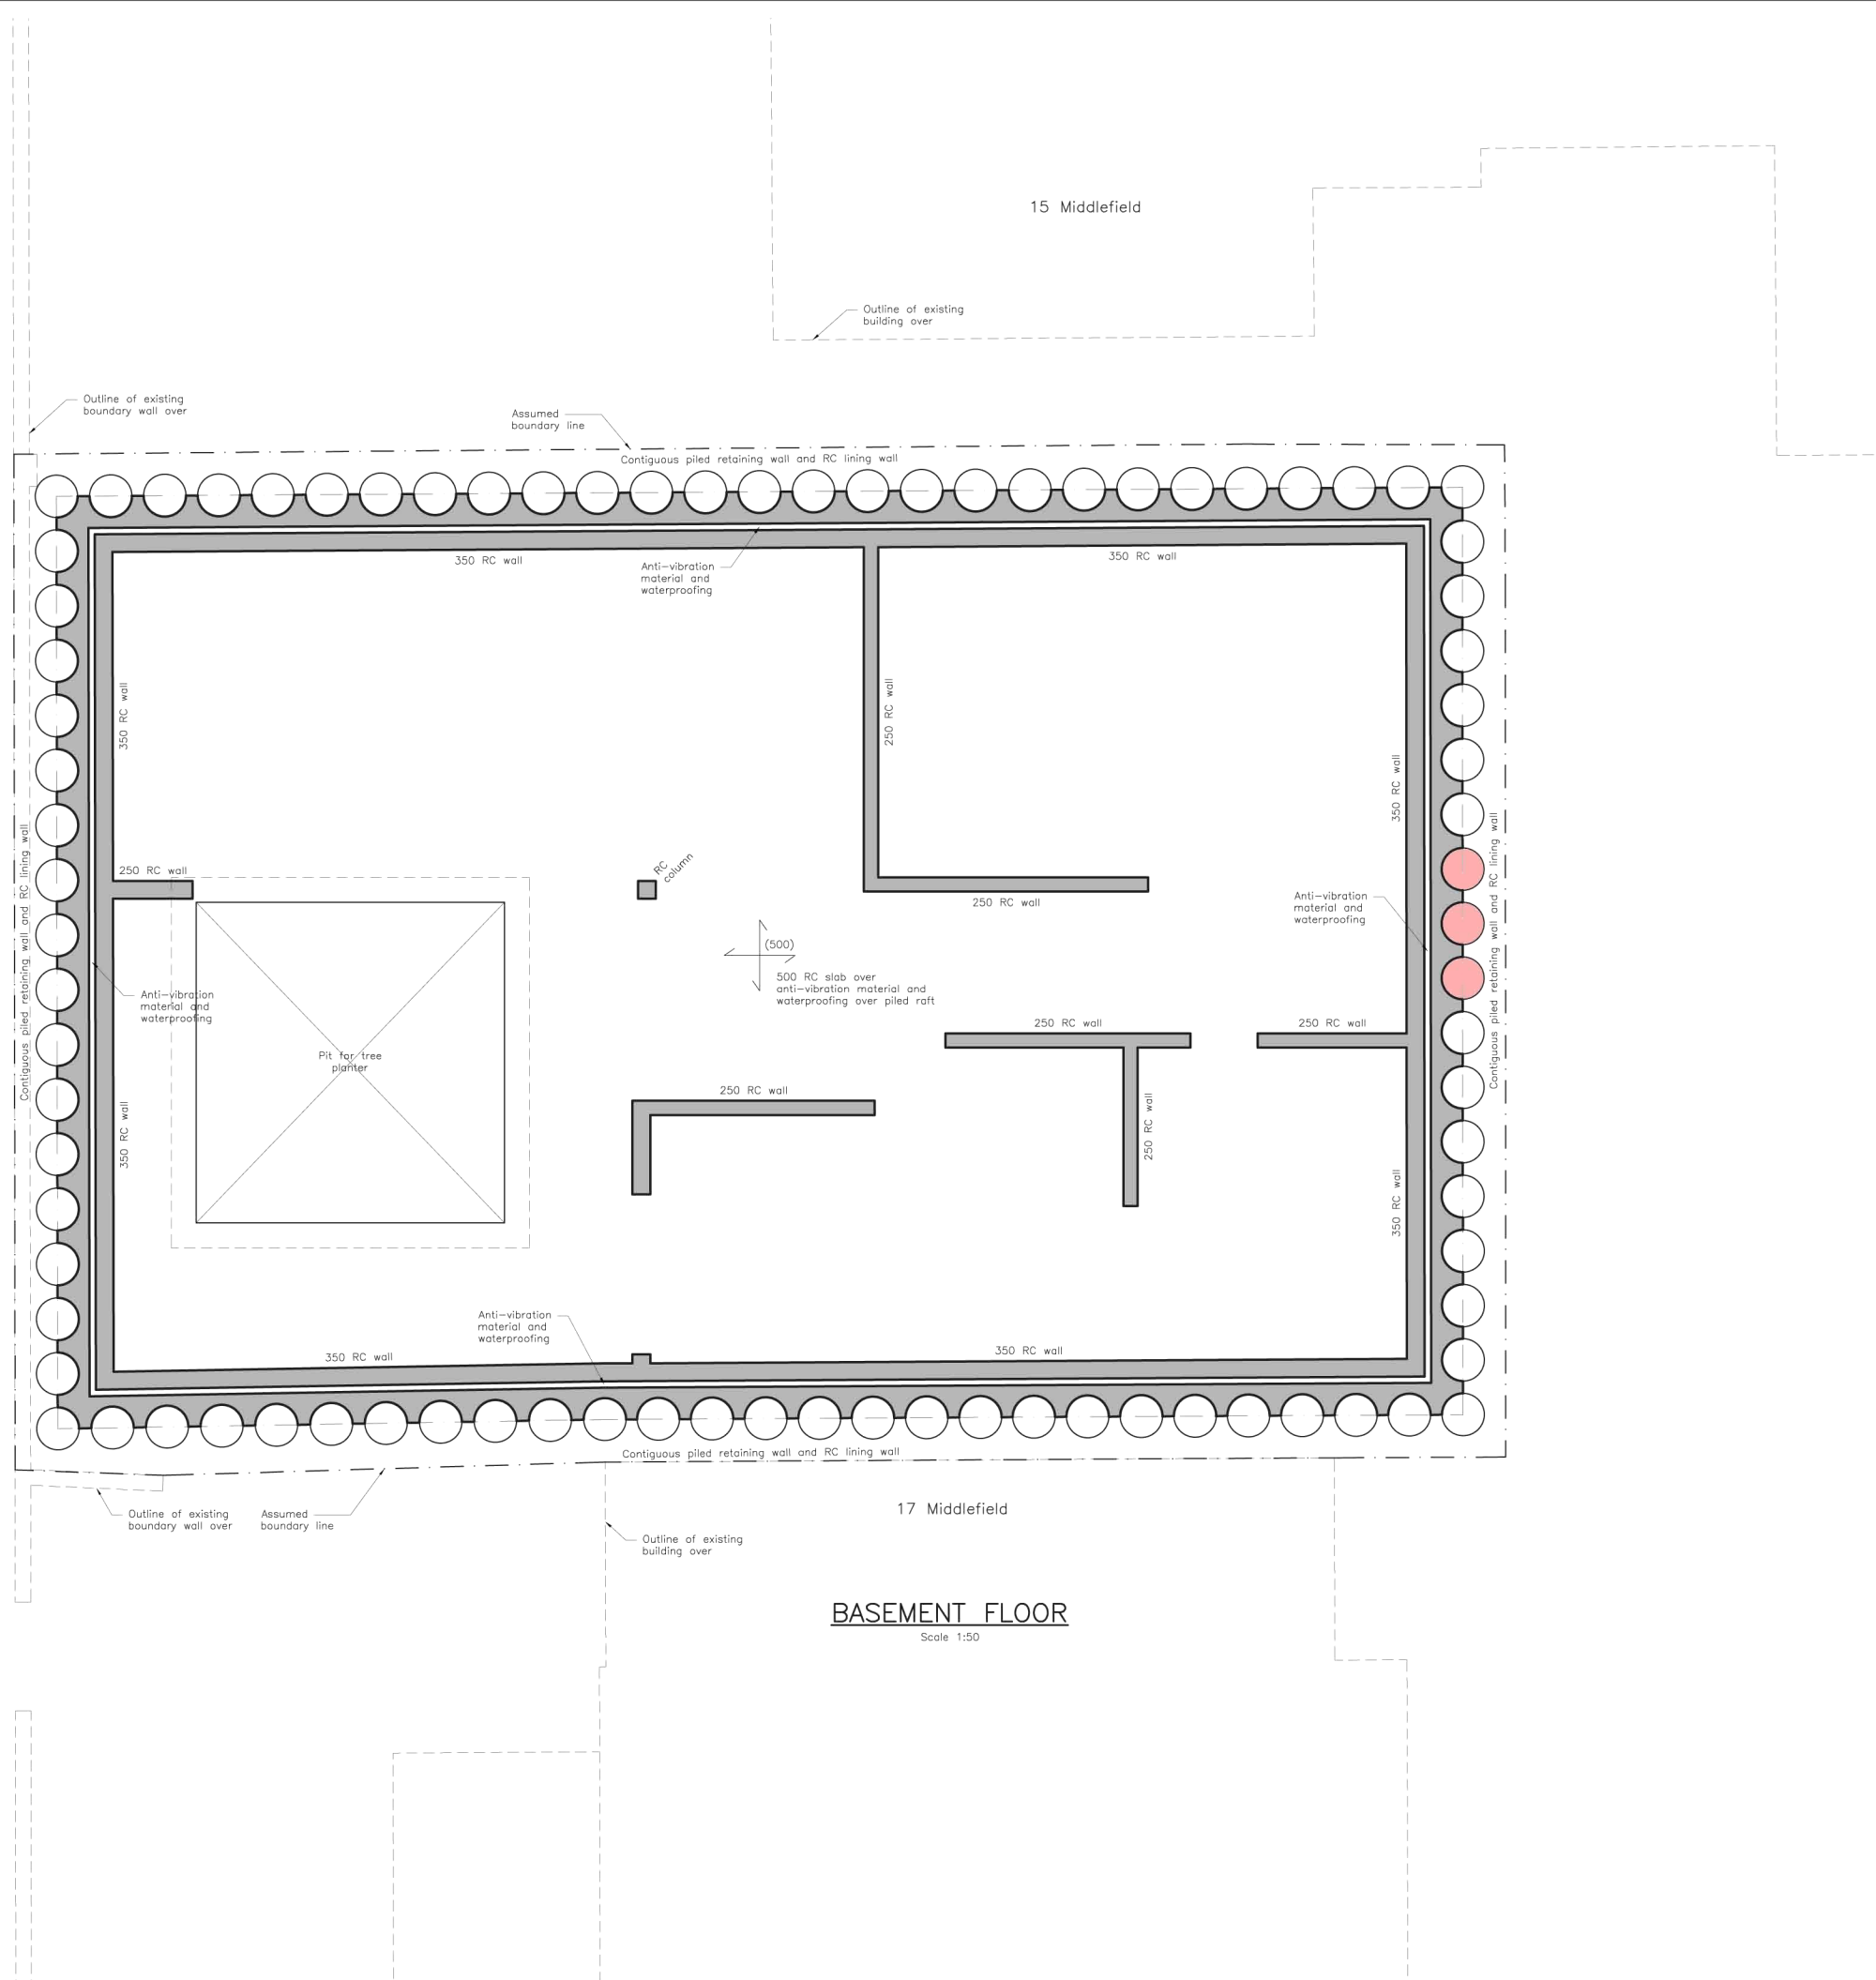 15 Middlefield
Outline of existing
building over
Outline of existing
boundary wall over
Assumed
boundary line
Contiguous piled retaining wall and RC lining wall
350 RC wall
350 RC wall
Anti-vibration
material and
waterproofing
350 RC wall
250 RC wall
350 RC wall
Contiguous piled retaining wall and RC lining wall
Contiguous piled retaining wall and RC lining wall
250 RC wall
RC
column
250 RC wall
Anti-vibration
material and
waterproofing
(500)
500 RC slab over
anti-vibration material and
waterproofing over piled raft
Anti-vibration
material and
waterproofing
250 RC wall
250 RC wall
Pit for tree
planter
250 RC wall
350 RC wall
250 RC wall
350 RC wall
Anti-vibration
material and
waterproofing
350 RC wall
350 RC wall
Contiguous piled retaining wall and RC lining wall
Outline of existing
boundary wall over
Assumed
boundary line
17 Middlefield
Outline of existing
building over
BASEMENT FLOOR
Scale 1:50